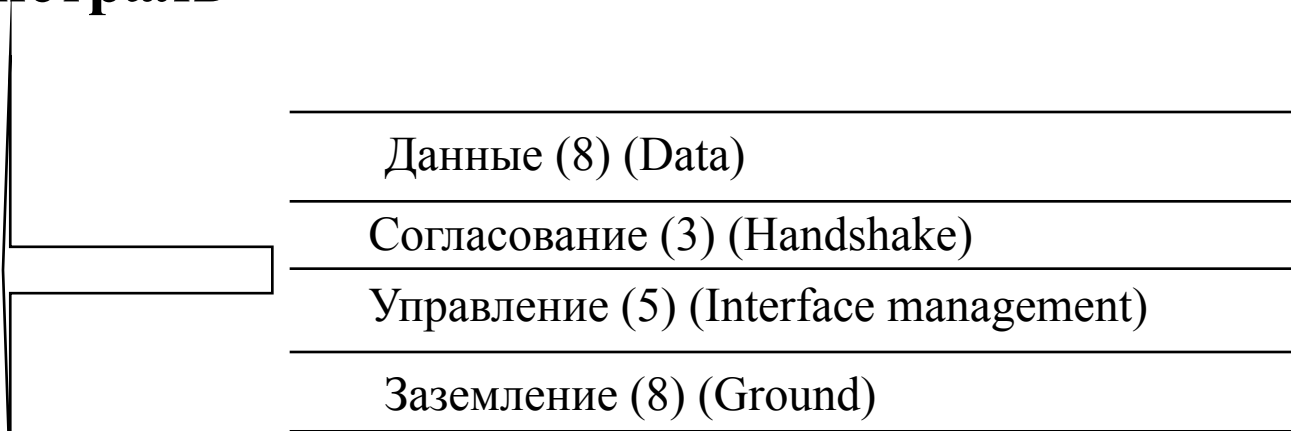 Данные (8) (Data)
Согласование (3) (Handshake)
Управление (5) (Interface management)
Заземление (8) (Ground)